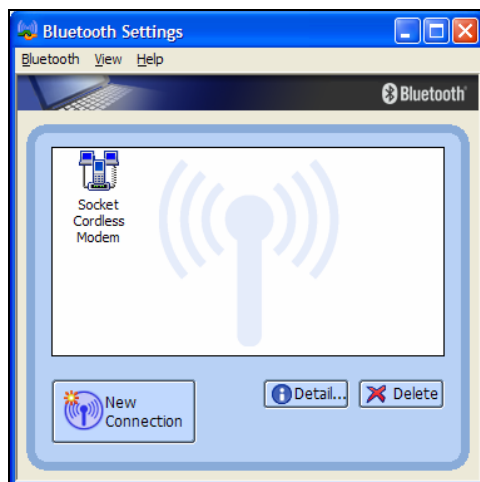 Bluetooth Settings
Bluetooth View Help
Bluetooth
Socket
Cordless
Modem
New
Connection
Detail...
Delete